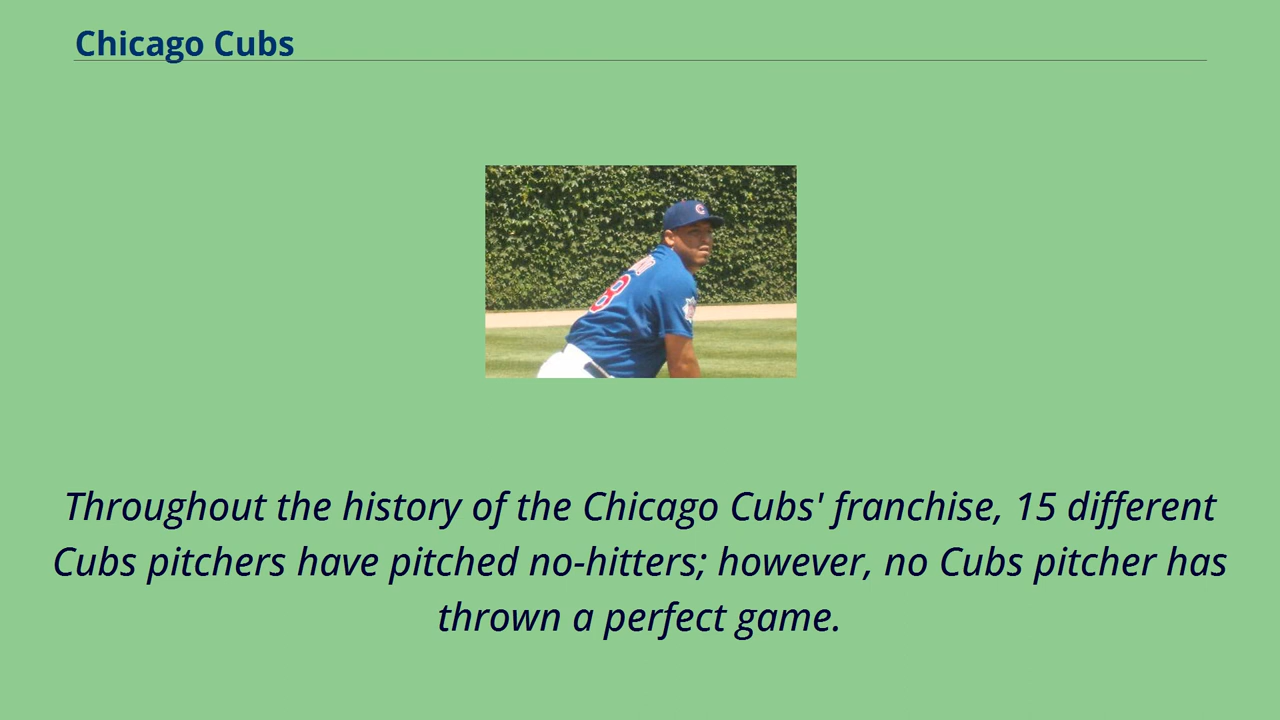 Chicago Cubs
8
Throughout the history of the Chicago Cubs' franchise, 15 different
Cubs pitchers have pitched no-hitters; however, no Cubs pitcher has
thrown a perfect game.